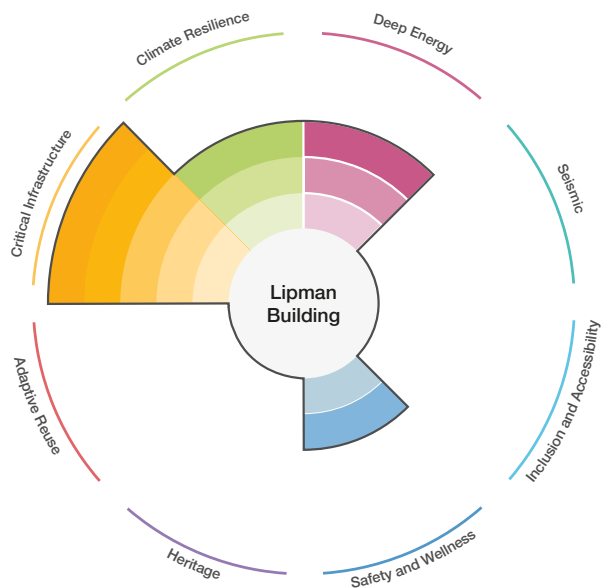 Climate Resilience
Deep Energy
Critical Infrastructure
Seismic
Lipman
Building
Adaptive Reuse
Inclusion and Accessibility
Heritage
Safety and Wellness